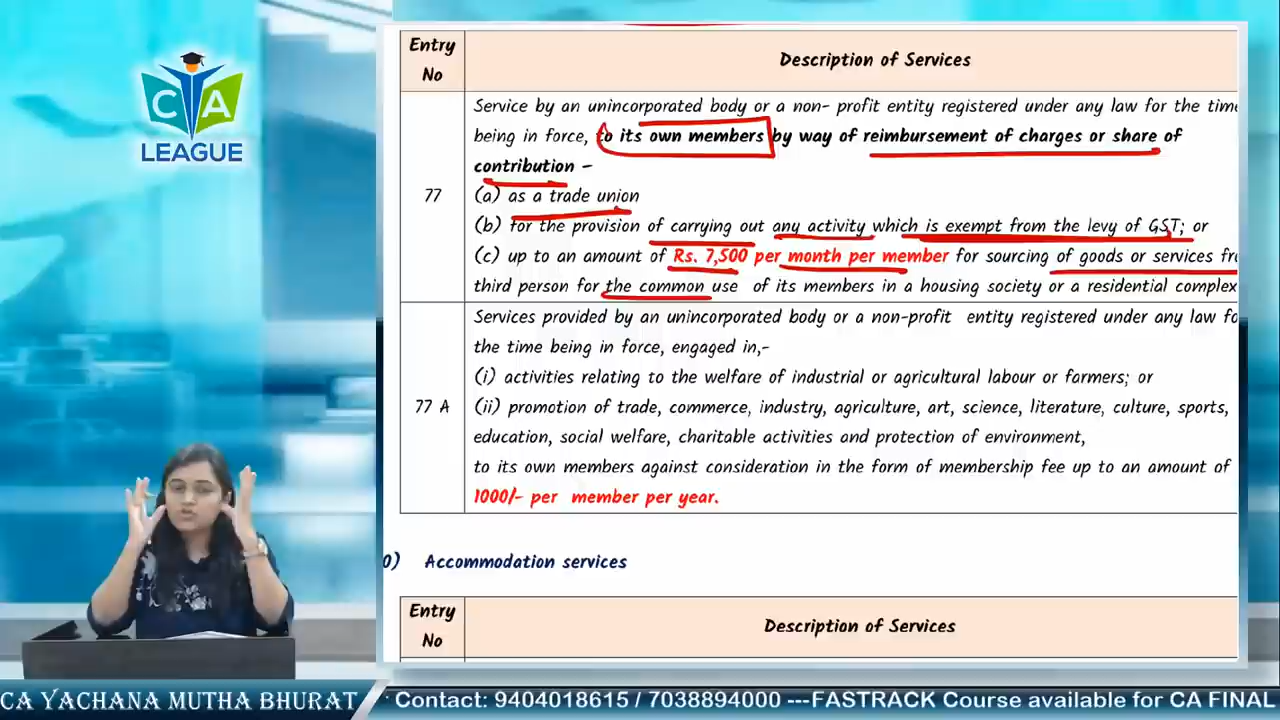 CA
LEAGUE
Entry
No
Description of Services
77
Service by an unincorporated body or a non- profit entity registered under any law for the time
being in force, to its own members by way of reimbursement of charges or share of
contribution –
(a) as a trade union
(b) for the provision of carrying out any activity which is exempt from the levy of GST; or
(c) up to an amount of Rs. 7,500 per month per member for sourcing of goods or services
third person for the common use of its members in a housing society or a residential complex
77 A
Services provided by an unincorporated body or a non-profit entity registered under any law
the time being in force, engaged in,-
(i) activities relating to the welfare of industrial or agricultural labour or farmers; or
(ii) promotion of trade, commerce, industry, agriculture, art, science, literature, culture, sports,
education, social welfare, charitable activities and protection of environment,
to its own members against consideration in the form of membership fee up to an amount of
1000/- per member per year.
Accommodation services
Entry
No
Description of Services
CA YACHANA MUTHA BHURAT
Contact: 9404018615 / 7038894000 ---FASTRACK Course available for CA FINAL